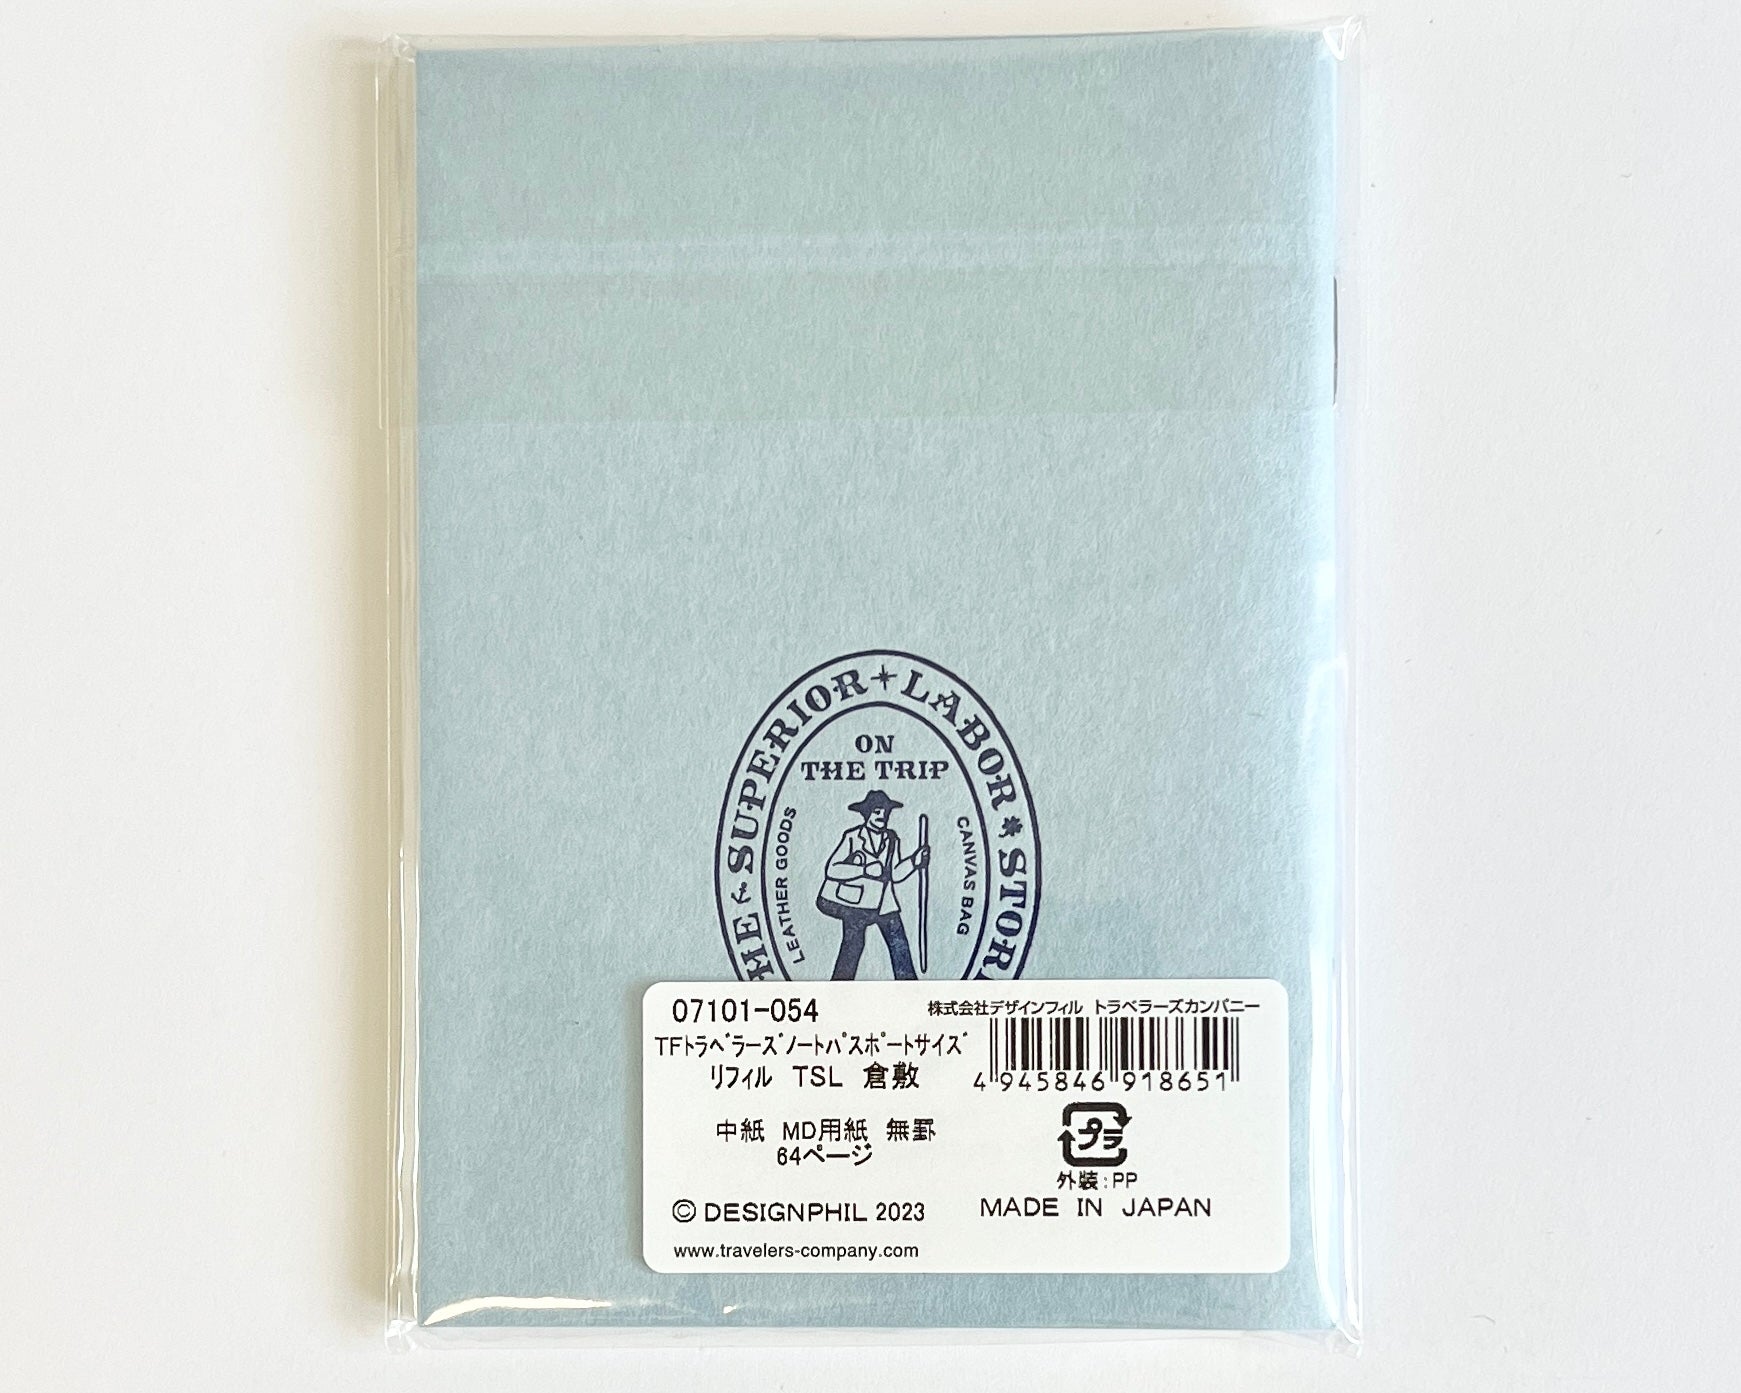 SUPERIOR LABOR
ON
THE TRIP
LEATHER GOODS
CANVAS BAG
07101-054
株式会社デザインフィル トラベラーズカンパニー
TFトラベラーズノートパスポートサイズ
リフィル TSL 倉敷
4 945846 918651
中紙 MD用紙 無罫
64ページ
プラ
外装:PP
© DESIGNPHIL 2023
MADE IN JAPAN
www.travelers-company.com